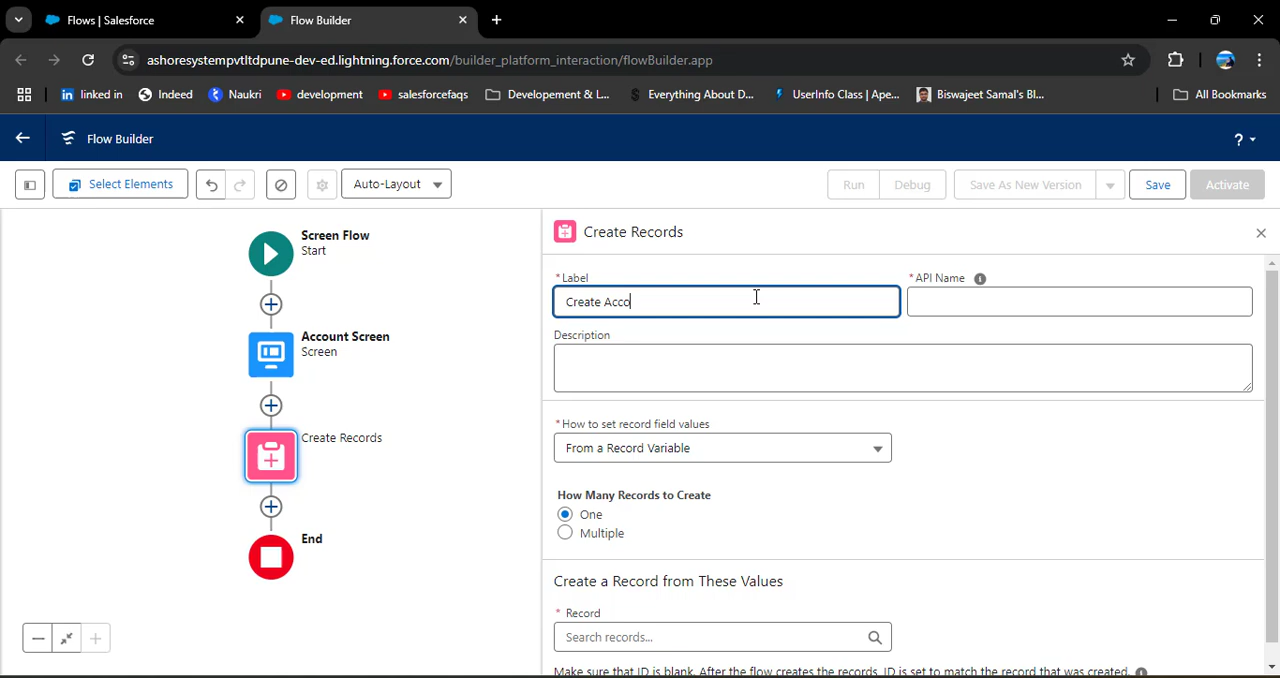 Flows | Salesforce
Flow Builder
ashoresystempvtltdpune-dev-ed.lightning.force.com/builder_platform_interaction/flowBuilder.app
linked in
Indeed
Naukri
development
salesforcefaqs
Developement & L...
Everything About D...
UserInfo Class | Ape...
Biswajeet Samal's Bl...
All Bookmarks
Flow Builder
?
Select Elements
Auto-Layout
Run
Debug
Save As New Version
Save
Activate
Screen Flow
Start
Account Screen
Screen
Create Records
End
Create Records
* Label
Create Acco
* API Name
Description
* How to set record field values
From a Record Variable
How Many Records to Create
One
Multiple
Create a Record from These Values
* Record
Search records...
Make sure that ID is blank. After the flow creates the records, ID is set to match the record that was created.